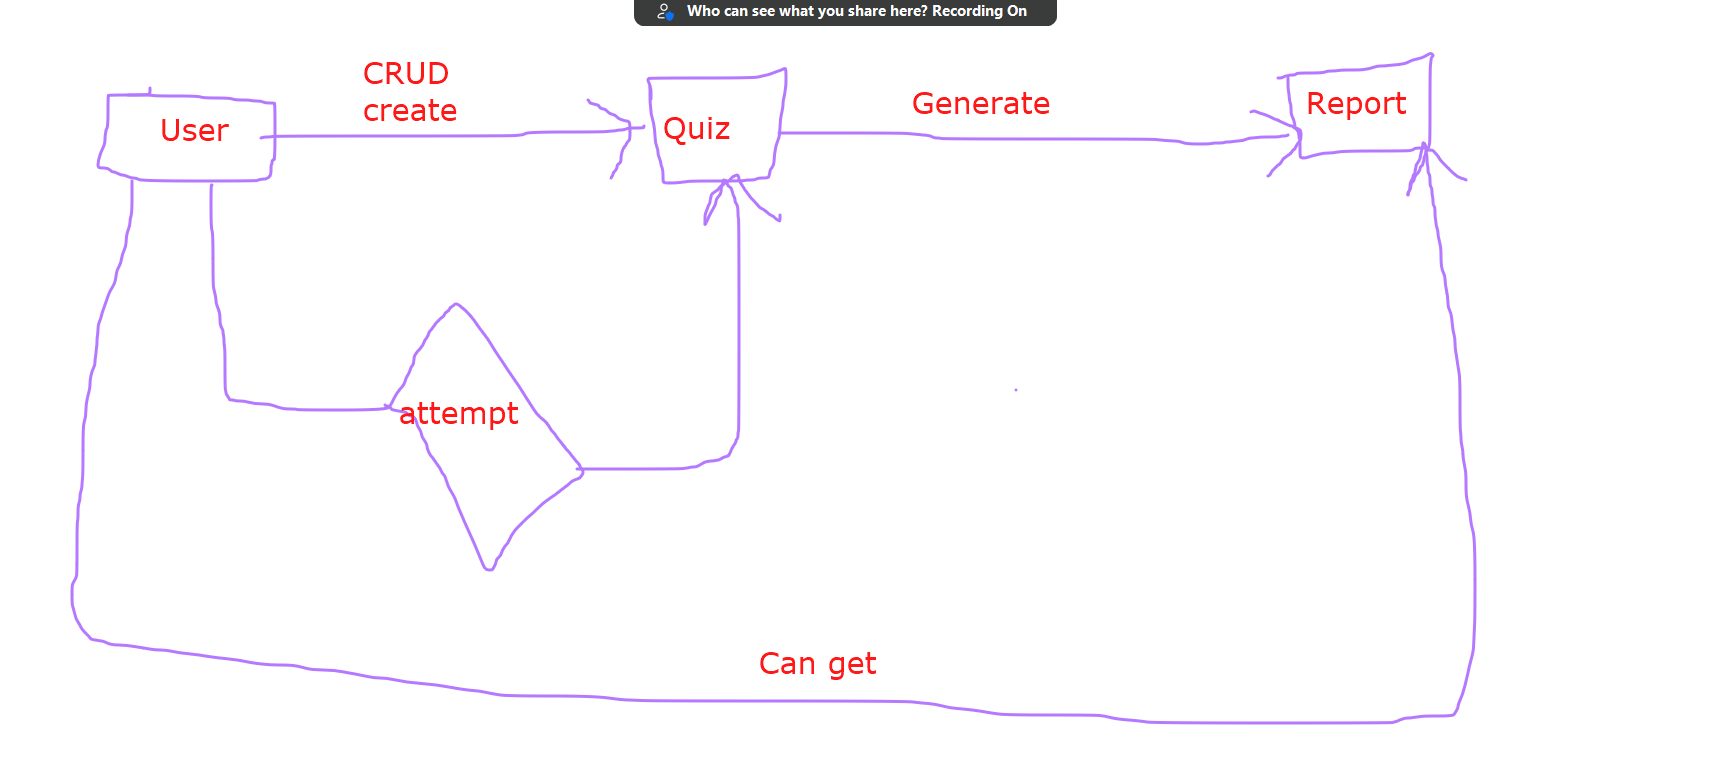 Who can see what you share here? Recording On
CRUD
create
User
Quiz
Generate
Report
attempt
Can get